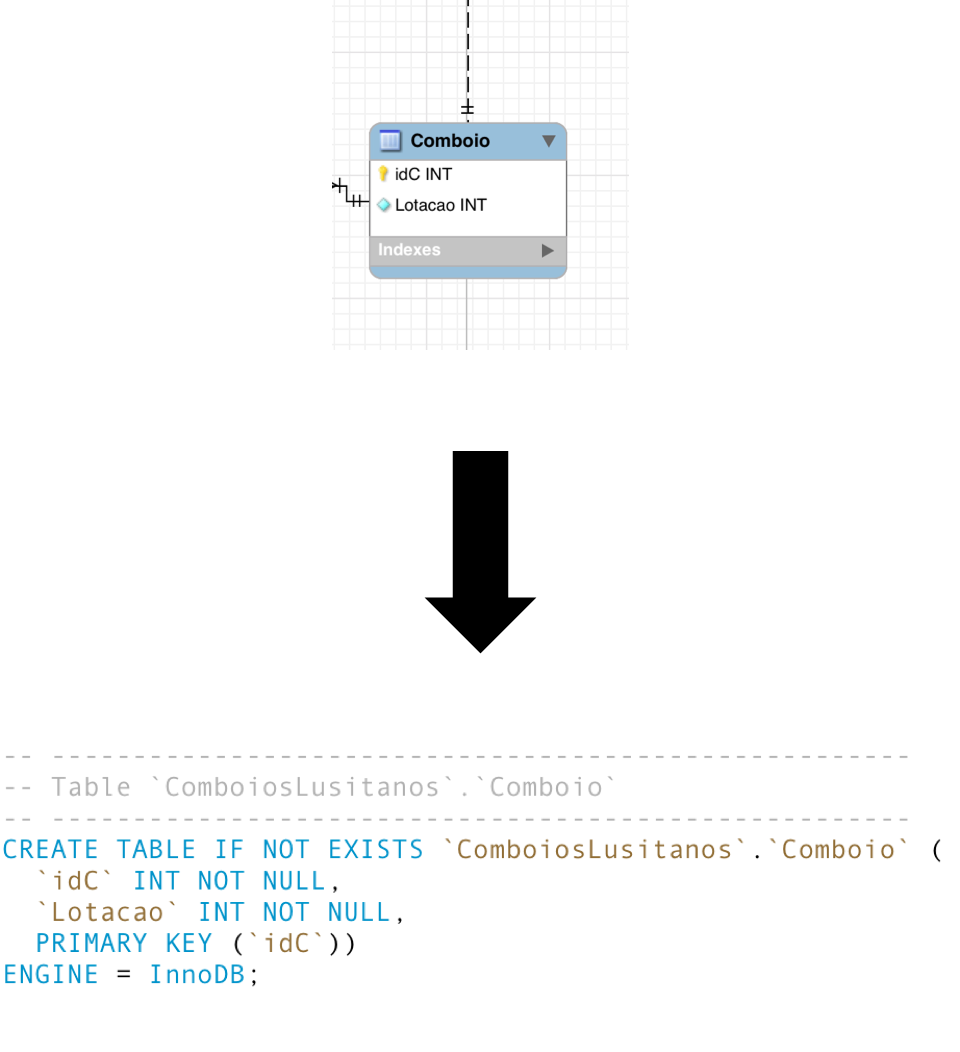 Comboio
idC INT
Lotacao INT
Indexes
-- -----------------------------------------------------
-- Table `ComboiosLusitanos`.`Comboio`
-- -----------------------------------------------------
CREATE TABLE IF NOT EXISTS `ComboiosLusitanos`.`Comboio` (
  `idC` INT NOT NULL,
  `Lotacao` INT NOT NULL,
  PRIMARY KEY (`idC`))
ENGINE = InnoDB;